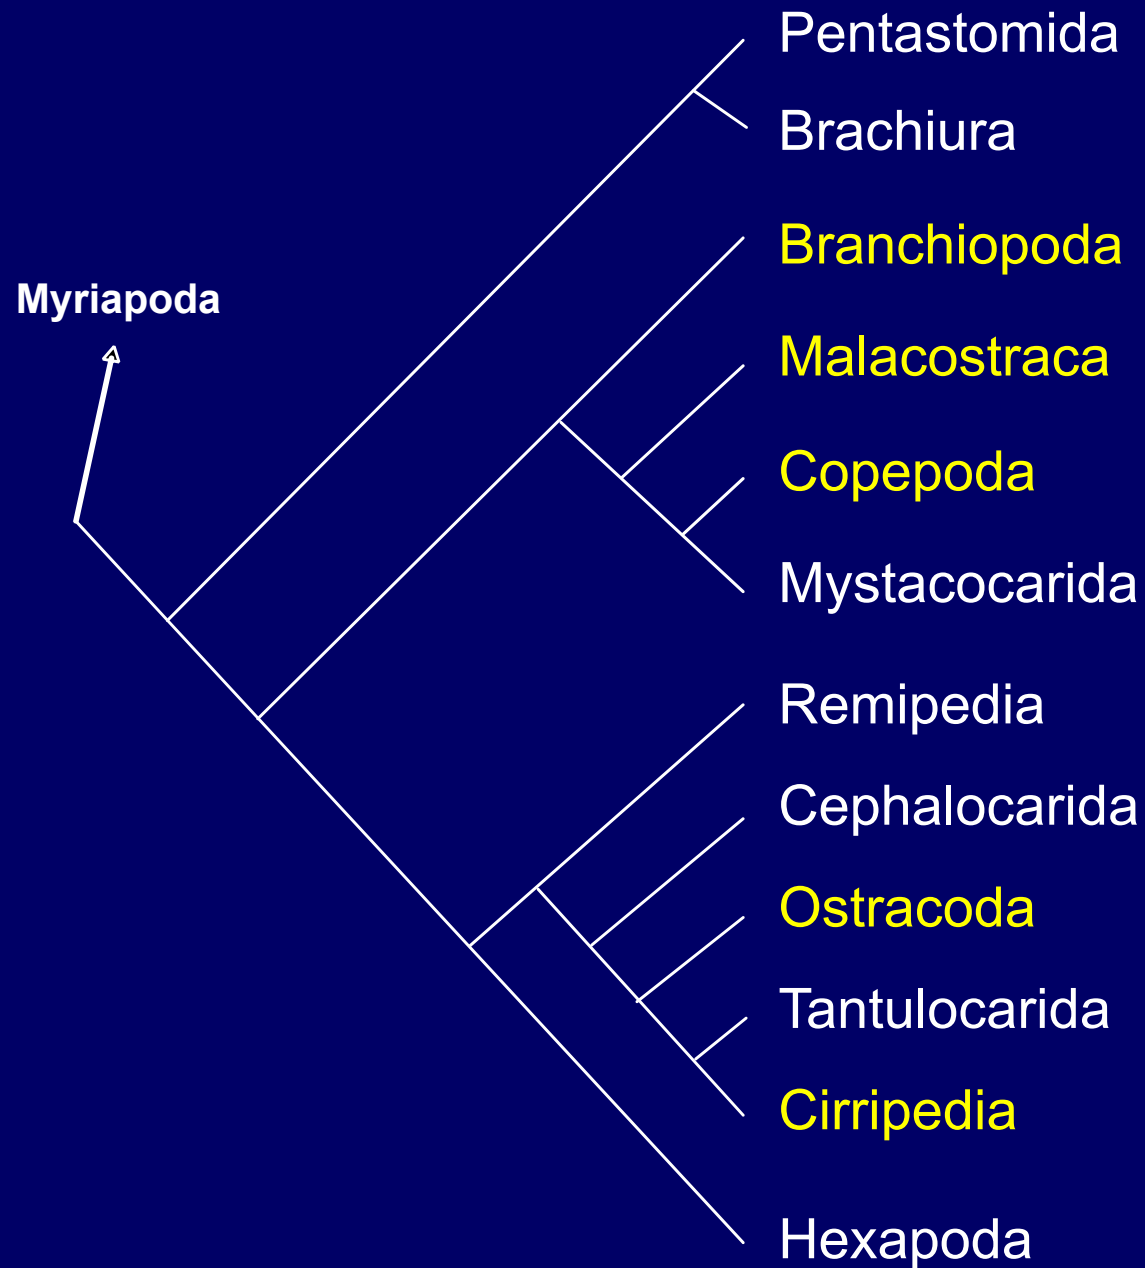 Pentastomida
Brachiura
Branchiopoda
Myriapoda
Malacostraca
Copepoda
Mystacocarida
Remipedia
Cephalocarida
Ostracoda
Tantulocarida
Cirripedia
Hexapoda